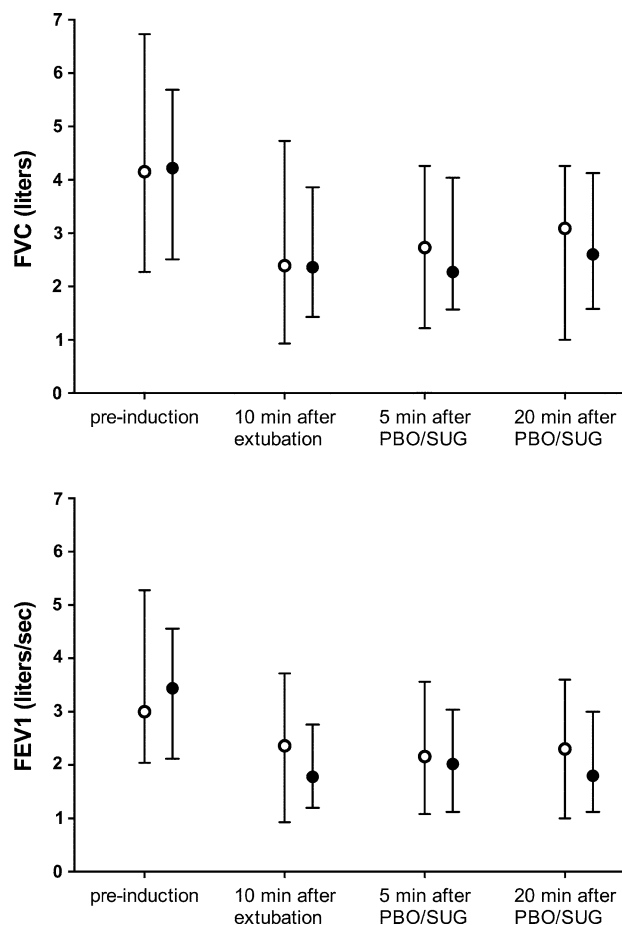 7
6
5
4
3
2
1
0
FVC (liters)
pre-induction
10 min after
extubation
5 min after
PBO/SUG
20 min after
PBO/SUG
7
6
5
4
3
2
1
0
FEV1 (liters/sec)
pre-induction
10 min after
extubation
5 min after
PBO/SUG
20 min after
PBO/SUG